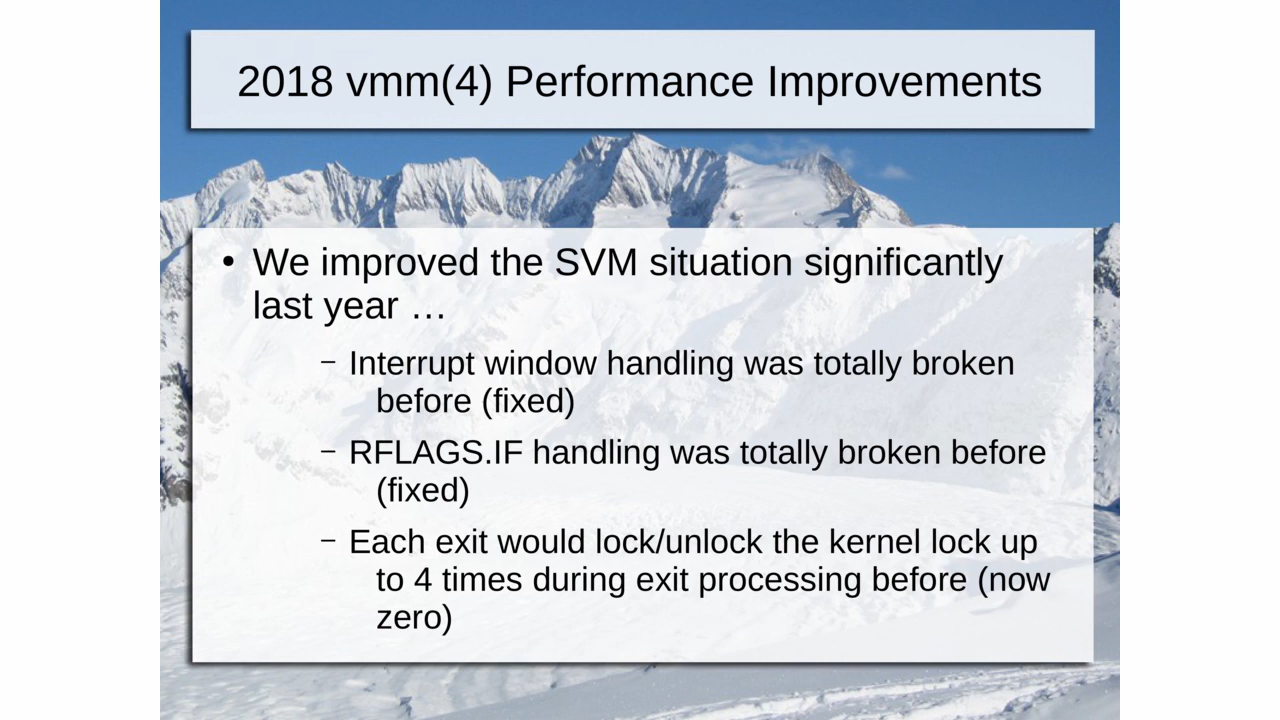 2018 vmm(4) Performance Improvements
• We improved the SVM situation significantly
last year …
– Interrupt window handling was totally broken
before (fixed)
– RFLAGS.IF handling was totally broken before
(fixed)
– Each exit would lock/unlock the kernel lock up
to 4 times during exit processing before (now
zero)